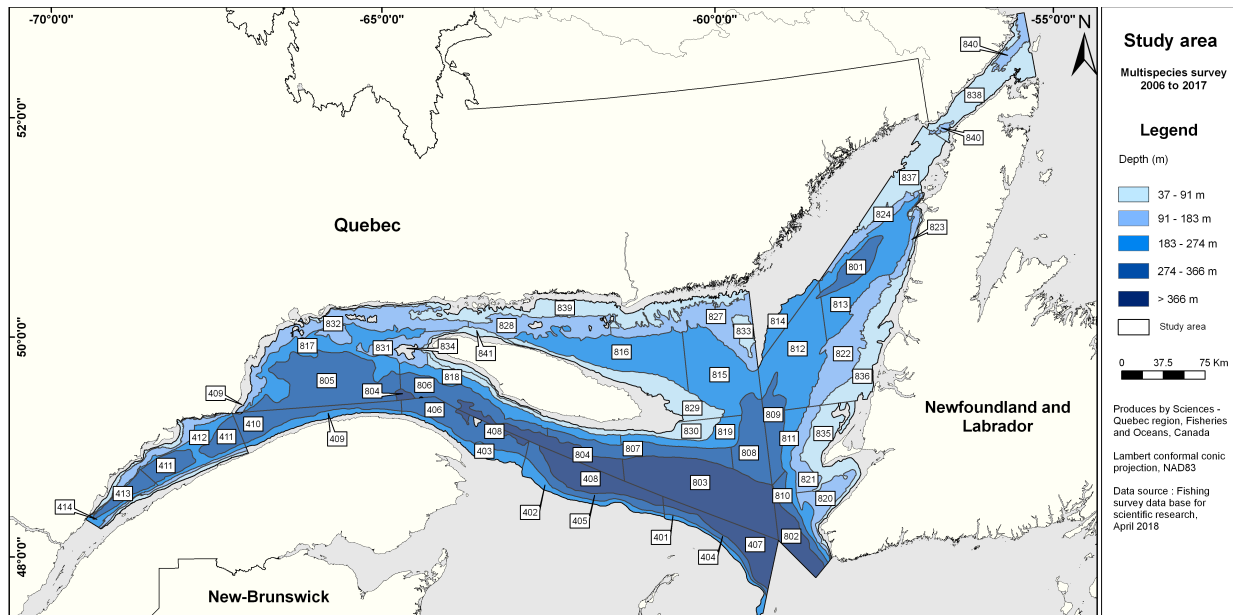 -70°0'0"
-65°0'0"
-60°0'0"
-55°0'0"
N
840
838
52°0'0"
840
837
Quebec
824
823
801
839
813
827
814
832
828
833
50°0'0"
817
831
834
841
816
812
822
805
806
818
815
836
804
409
829
809
Newfoundland and
Labrador
410
409
406
830
819
811
835
412
411
408
403
807
808
411
804
803
821
413
408
810
820
414
402
405
401
407
802
404
48°0'0"
New-Brunswick
Study area
Multispecies survey
2006 to 2017
Legend
Depth (m)
37 - 91 m
91 - 183 m
183 - 274 m
274 - 366 m
> 366 m
Study area
0 37.5 75 Km
Produces by Sciences -
Quebec region, Fisheries
and Oceans, Canada
Lambert conformal conic
projection, NAD83
Data source : Fishing
survey data base for
scientific research,
April 2018